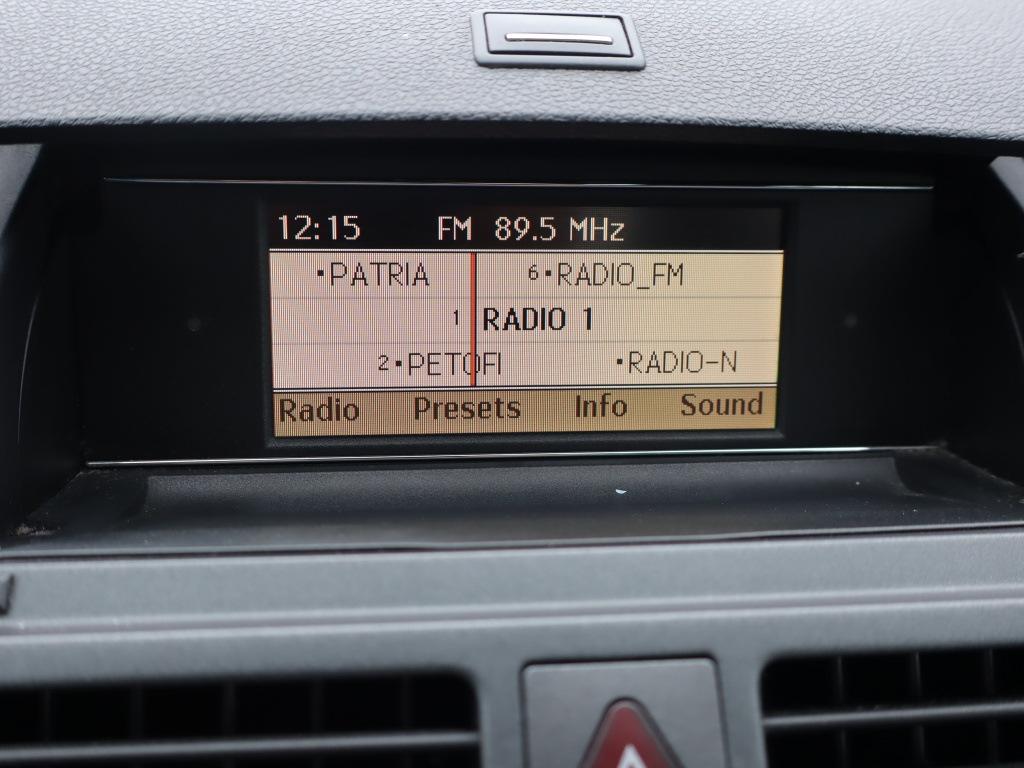 12:15 FM 89.5 MHz
·PATRIA 6·RADIO_FM
1 RADIO 1
2·PETOFI ·RADIO-N
Radio Presets Info Sound